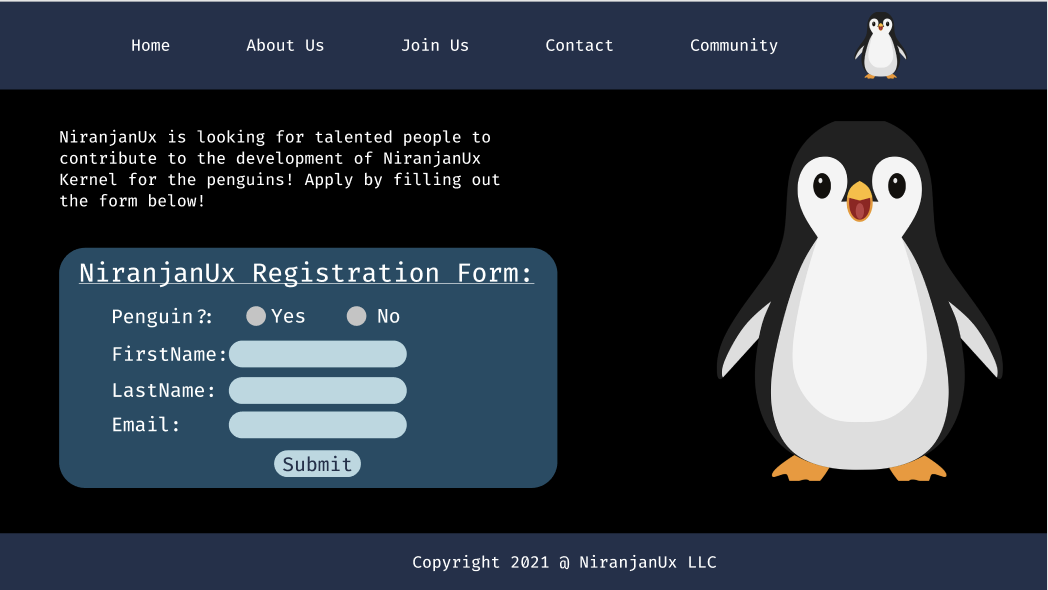 Home About Us Join Us Contact Community
NiranjanUx is looking for talented people to
contribute to the development of NiranjanUx
Kernel for the penguins! Apply by filling out
the form below!
NiranjanUx Registration Form:
Penguin?: Yes No
FirstName:
LastName:
Email:
Submit
Copyright 2021 @ NiranjanUx LLC